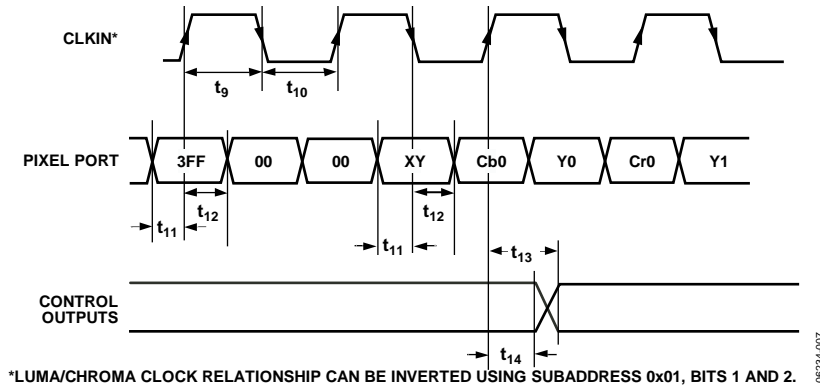 CLKIN*
t9 t10
PIXEL PORT 3FF 00 00 XY Cb0 Y0 Cr0 Y1
t11 t12 t11 t12
t13
CONTROL
OUTPUTS
t14
*LUMA/CHROMA CLOCK RELATIONSHIP CAN BE INVERTED USING SUBADDRESS 0x01, BITS 1 AND 2.
06234-007